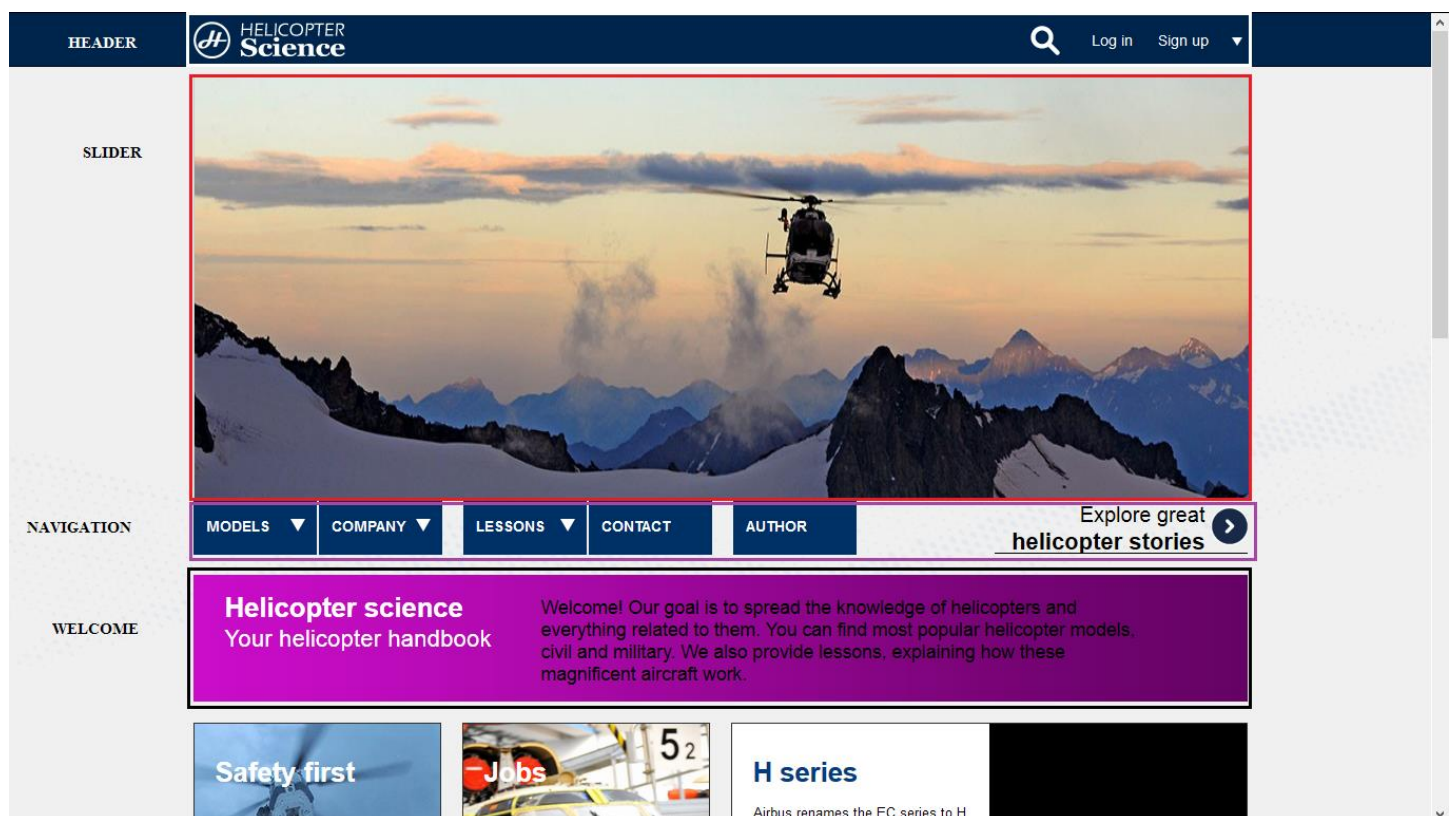 HEADER
HELICOPTER
Science
Log in Sign up
SLIDER
NAVIGATION
MODELS COMPANY LESSONS CONTACT AUTHOR
Explore great
helicopter stories
WELCOME
Helicopter science
Your helicopter handbook
Welcome! Our goal is to spread the knowledge of helicopters and
everything related to them. You can find most popular helicopter models,
civil and military. We also provide lessons, explaining how these
magnificent aircraft work.
Safety first
Jobs
52
H series
Airbus renames the EC series to H